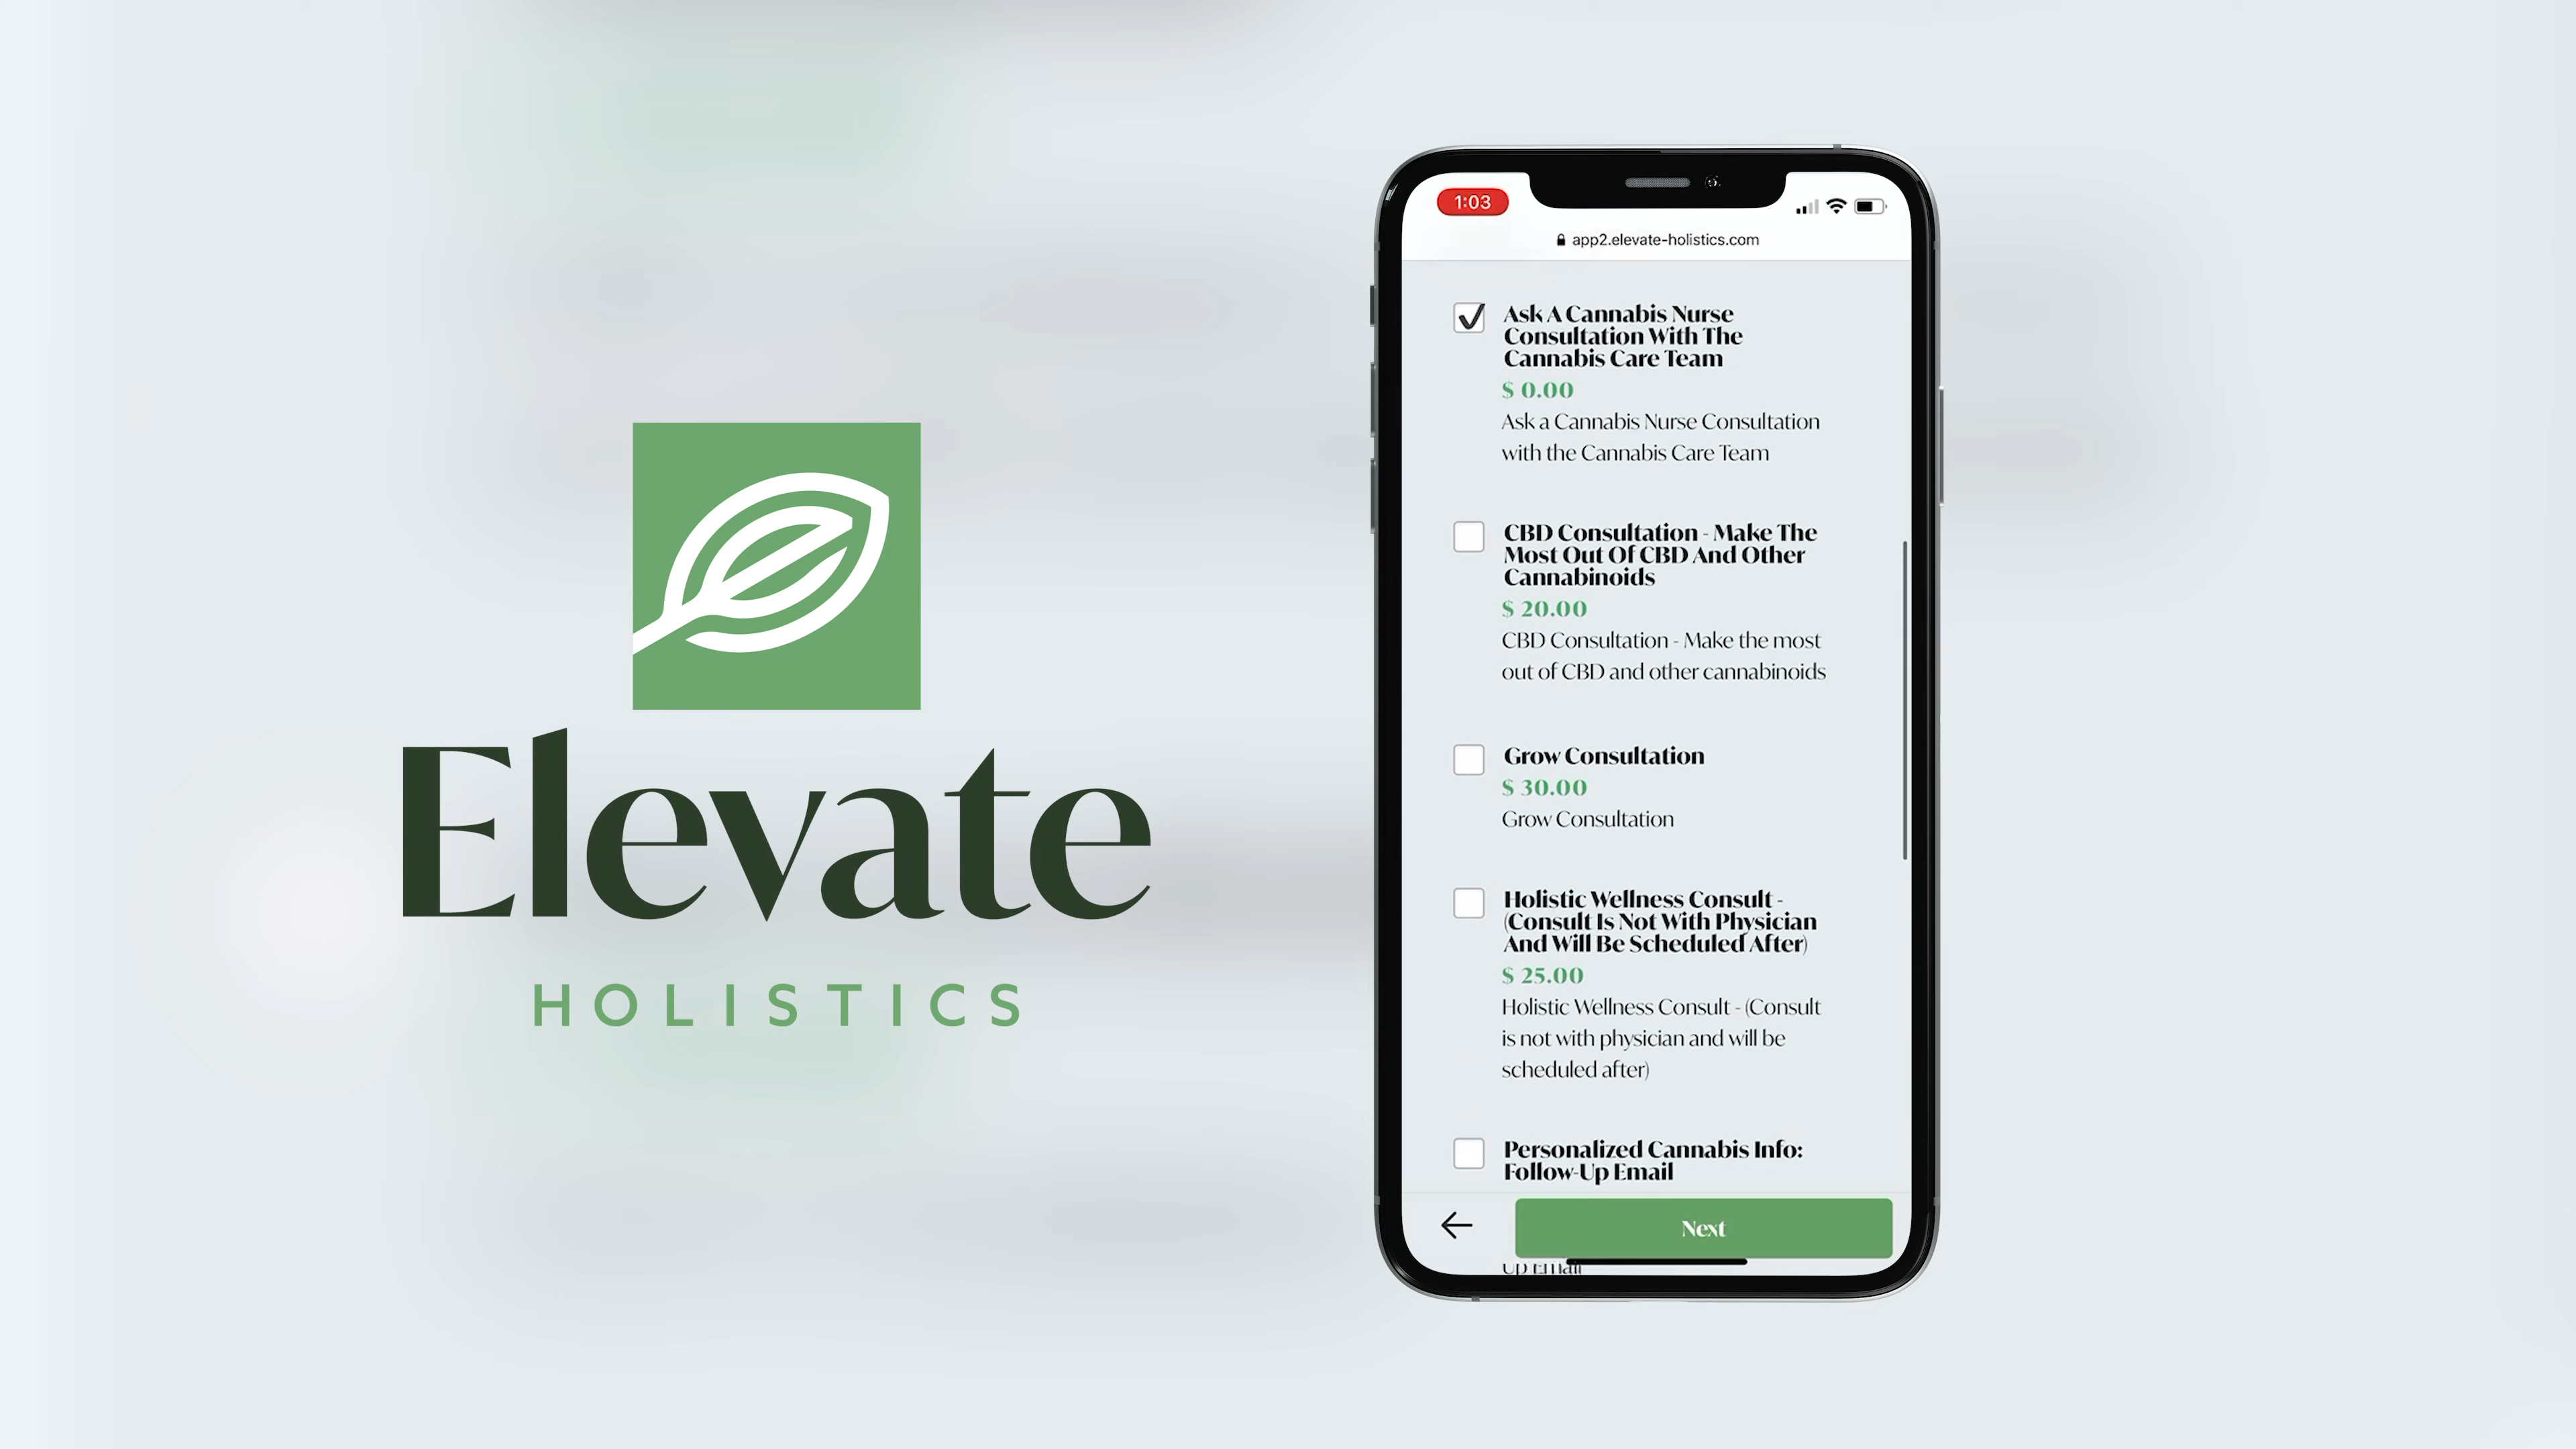 Elevate
HOLISTICS
1:03
app2.elevate-holistics.com
Ask A Cannabis Nurse
Consultation With The
Cannabis Care Team
$ 0.00
Ask a Cannabis Nurse Consultation
with the Cannabis Care Team
CBD Consultation - Make The
Most Out Of CBD And Other
Cannabinoids
$ 20.00
CBD Consultation - Make the most
out of CBD and other cannabinoids
Grow Consultation
$ 30.00
Grow Consultation
Holistic Wellness Consult -
(Consult Is Not With Physician
And Will Be Scheduled After)
$ 25.00
Holistic Wellness Consult - (Consult
is not with physician and will be
scheduled after)
Personalized Cannabis Info:
Follow-Up Email
Next
up Email